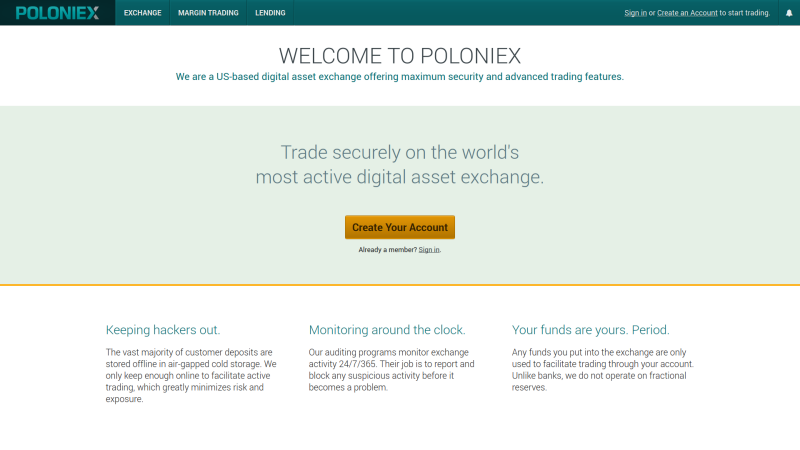 POLONIEX
EXCHANGE
MARGIN TRADING
LENDING
Sign in or Create an Account to start trading.
WELCOME TO POLONIEX
We are a US-based digital asset exchange offering maximum security and advanced trading features.
Trade securely on the world's
most active digital asset exchange.
Create Your Account
Already a member? Sign in.
Keeping hackers out.
The vast majority of customer deposits are
stored offline in air-gapped cold storage. We
only keep enough online to facilitate active
trading, which greatly minimizes risk and
exposure.
Monitoring around the clock.
Our auditing programs monitor exchange
activity 24/7/365. Their job is to report and
block any suspicious activity before it
becomes a problem.
Your funds are yours. Period.
Any funds you put into the exchange are only
used to facilitate trading through your account.
Unlike banks, we do not operate on fractional
reserves.